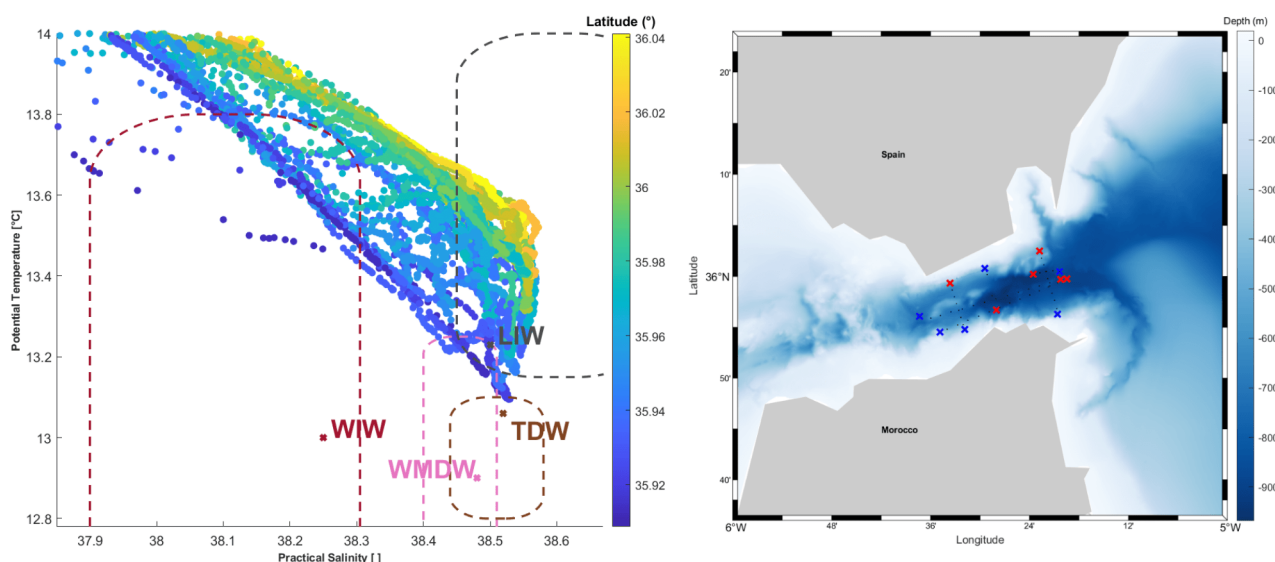 Latitude (°)
14
13.8
13.6
13.4
13.2
13
12.8
Potential Temperature [°C]
37.9
38
38.1
38.2
38.3
38.4
38.5
38.6
Practical Salinity [ ]
LIW
WIW
TDW
WMDW
36.04
36.02
36
35.98
35.96
35.94
35.92
Depth (m)
0
-100
-200
-300
-400
-500
-600
-700
-800
-900
20'
10'
36°N
50'
40'
Latitude
Spain
Morocco
6°W
48'
36'
24'
12'
5°W
Longitude